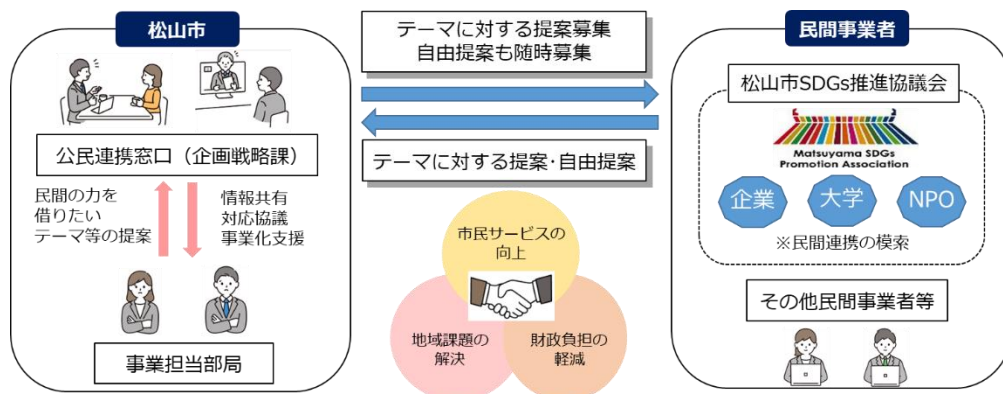 松山市
公民連携窓口（企画戦略課）
民間の力を
借りたい
テーマ等の提案
情報共有
対応協議
事業化支援
事業担当部局
テーマに対する提案募集
自由提案も随時募集
テーマに対する提案･自由提案
市民サービスの
向上
地域課題の
解決
財政負担の
軽減
民間事業者
松山市SDGs推進協議会
Matsuyama SDGs
Promotion Association
企業
大学
NPO
※民間連携の模索
その他民間事業者等